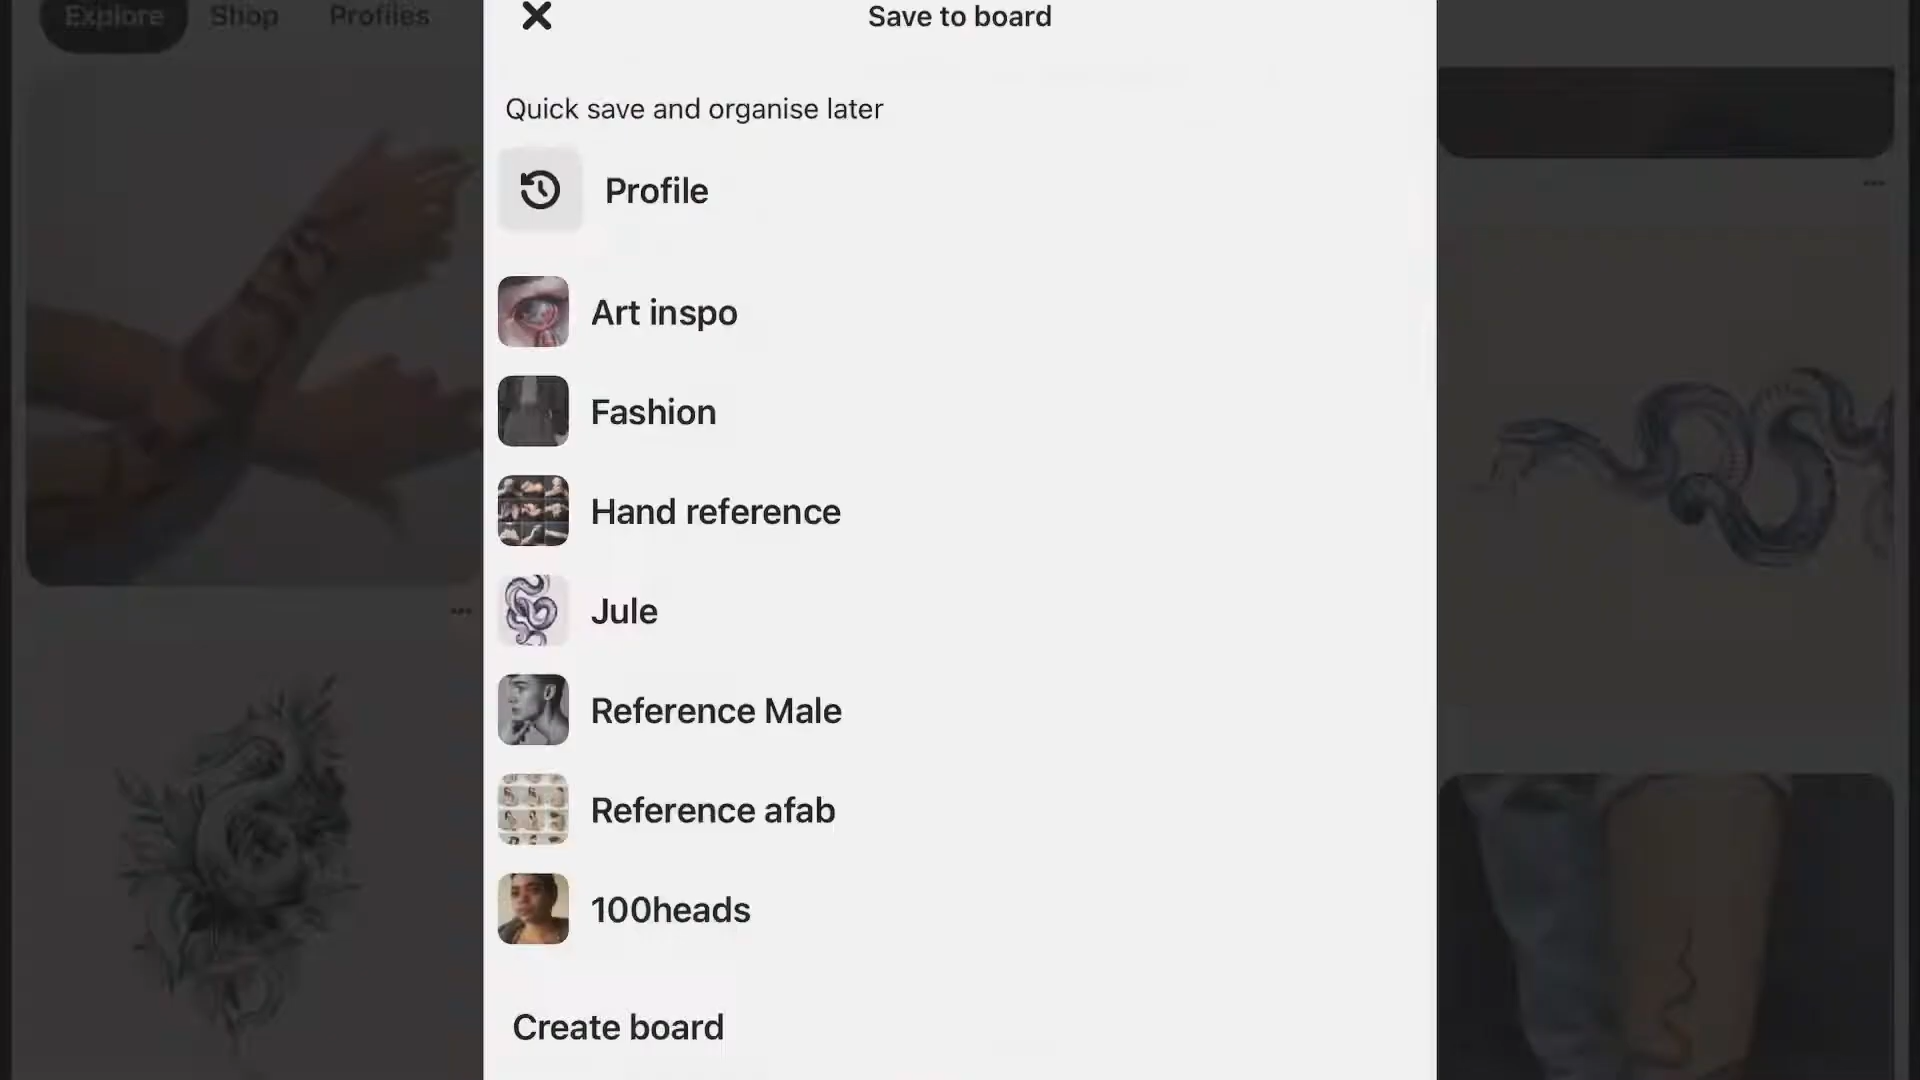 Explore Shop Profiles
Save to board
Quick save and organise later
Profile
Art inspo
Fashion
Hand reference
Jule
Reference Male
Reference afab
100heads
Create board